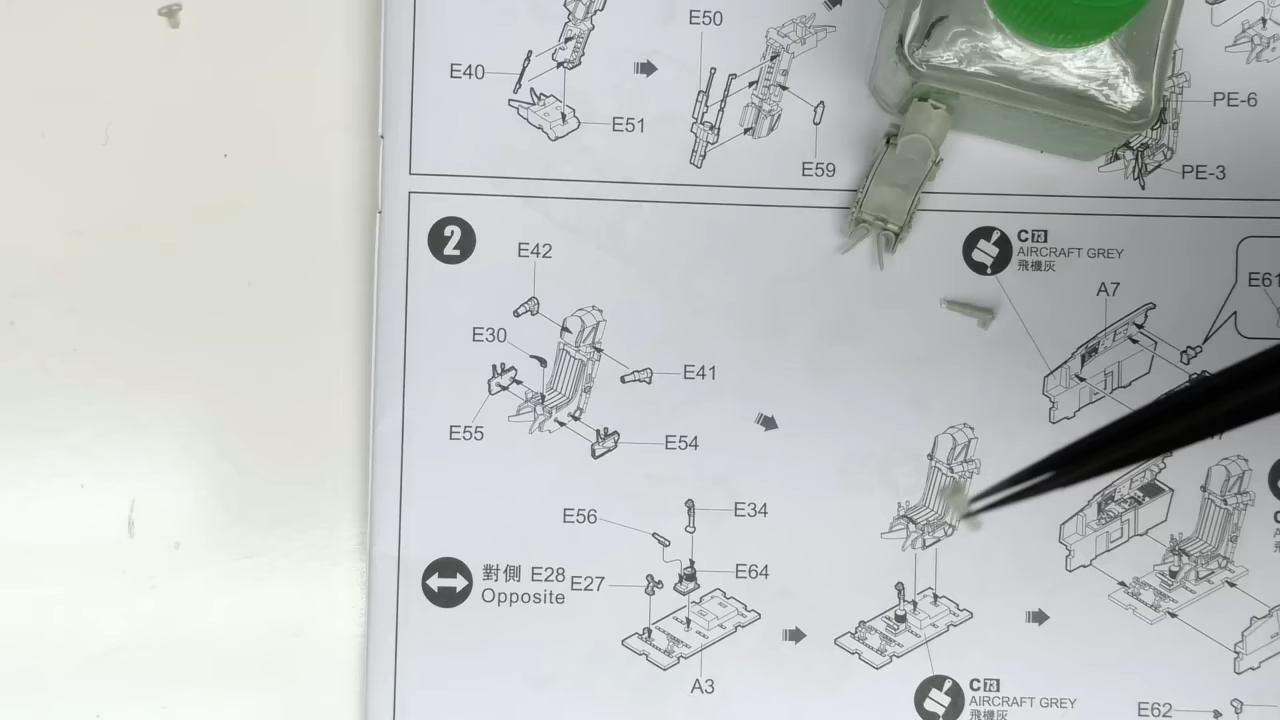 E50
E40
E51
E59
PE-6
PE-3
2
E42
E30
E41
E55
E54
C73
AIRCRAFT GREY
飛機灰
A7
E61
E56
E34
E64
對側 E28
Opposite
E27
A3
C73
AIRCRAFT GREY
飛機灰
E62